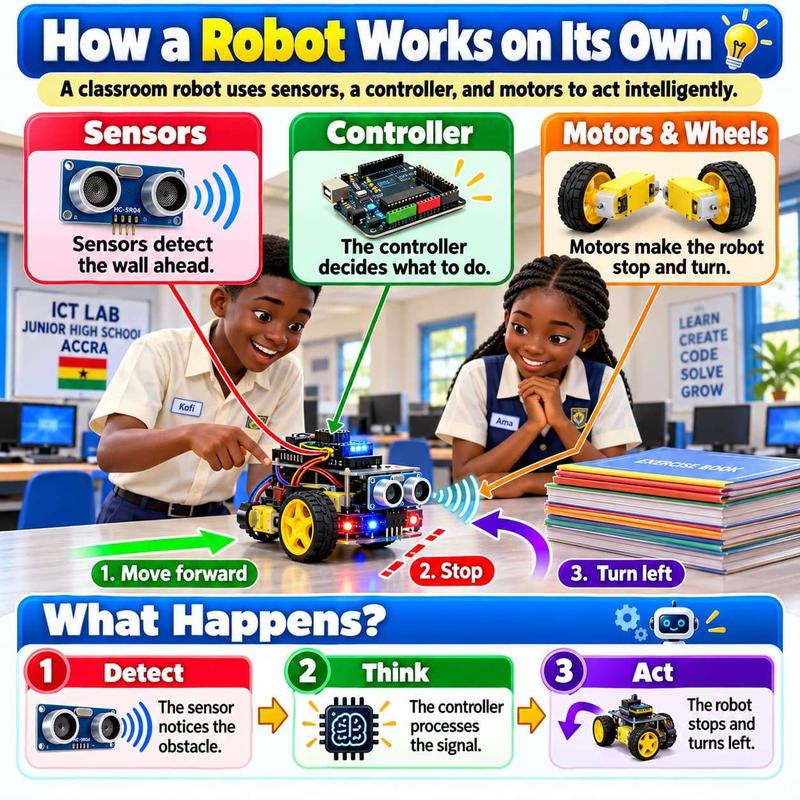 How a Robot Works on Its Own
A classroom robot uses sensors, a controller, and motors to act intelligently.
Sensors
HC-SR04
Sensors detect
the wall ahead.
Controller
The controller
decides what to do.
Motors & Wheels
Motors make the robot
stop and turn.
ICT LAB
JUNIOR HIGH SCHOOL
ACCRA
LEARN
CREATE
CODE
SOLVE
GROW
Kofi
Ama
EXERCISE BOOK
1. Move forward
2. Stop
3. Turn left
What Happens?
1 Detect
HC-SR04
The sensor
notices the
obstacle.
2 Think
The controller
processes
the signal.
3 Act
The robot
stops and
turns left.